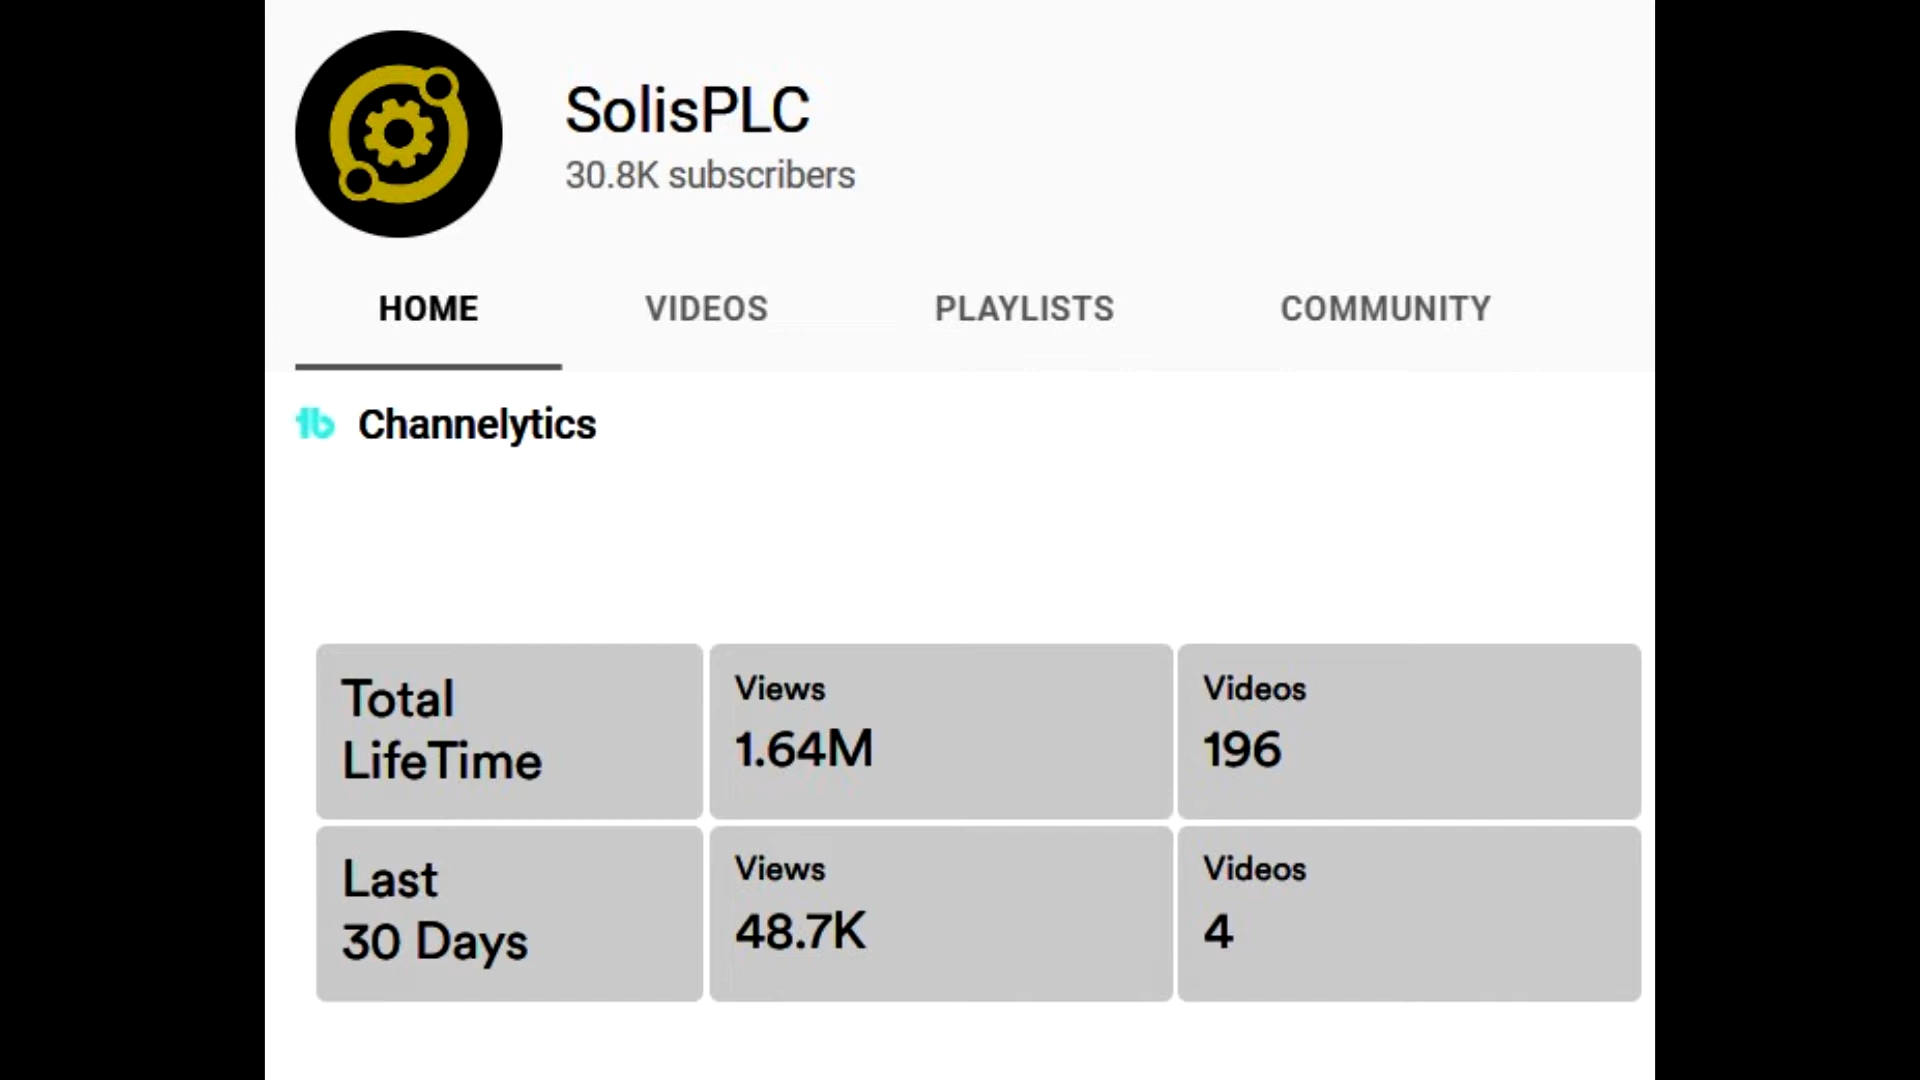 SolisPLC
30.8K subscribers
HOME VIDEOS PLAYLISTS COMMUNITY
tb Channelytics
Total
LifeTime
Views
1.64M
Videos
196
Last
30 Days
Views
48.7K
Videos
4